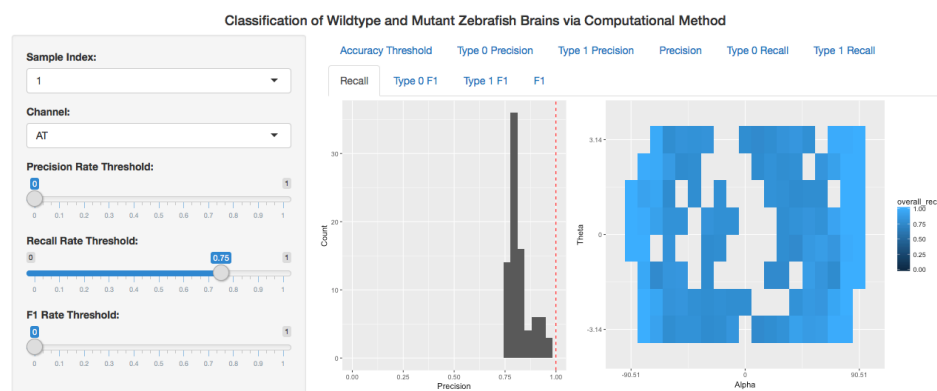 Classification of Wildtype and Mutant Zebrafish Brains via Computational Method
Sample Index:
1
Channel:
AT
Precision Rate Threshold:
0 1
0 0.1 0.2 0.3 0.4 0.5 0.6 0.7 0.8 0.9 1
Recall Rate Threshold:
0 0.75 1
0 0.1 0.2 0.3 0.4 0.5 0.6 0.7 0.8 0.9 1
F1 Rate Threshold:
0 1
0 0.1 0.2 0.3 0.4 0.5 0.6 0.7 0.8 0.9 1
Accuracy Threshold Type 0 Precision Type 1 Precision Precision Type 0 Recall Type 1 Recall
Recall Type 0 F1 Type 1 F1 F1
Count
30
20
10
0
0.00 0.25 0.50 0.75 1.00
Precision
Theta
3.14
0
-3.14
-90.51 0 90.51
Alpha
overall_rec
1.00
0.75
0.50
0.25
0.00